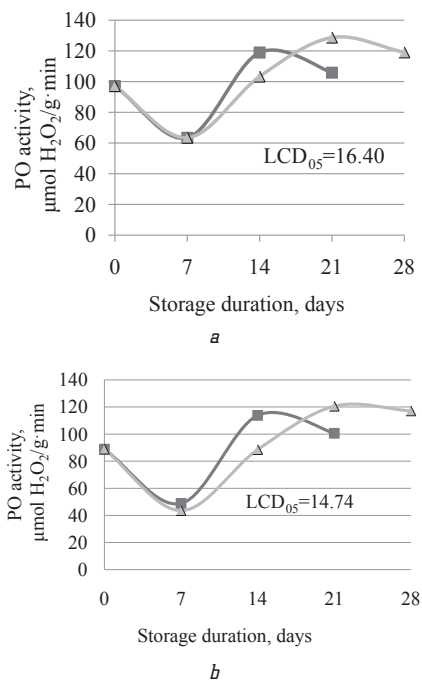 140
120
100
80
60
40
20
0
PO activity,
μmol H₂O₂/g·min
LCD₀₅=16.40
0 7 14 21 28
Storage duration, days
a
140
120
100
80
60
40
20
0
PO activity,
μmol H₂O₂/g·min
LCD₀₅=14.74
0 7 14 21 28
Storage duration, days
b